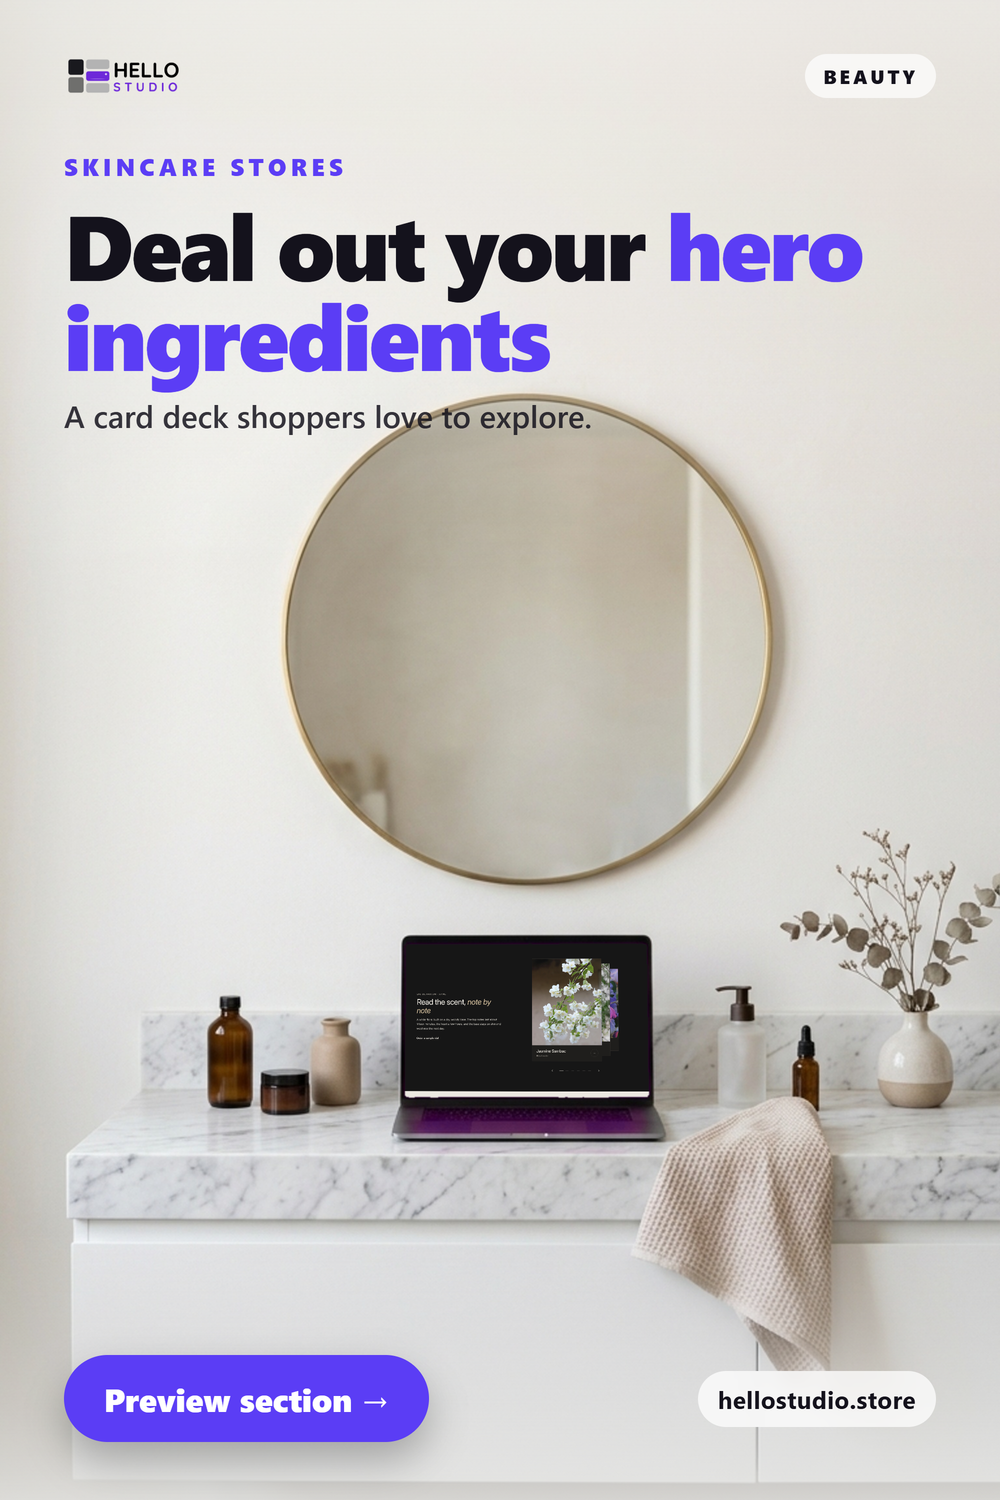 HELLO
STUDIO
BEAUTY
SKINCARE STORES
Deal out your hero
ingredients
A card deck shoppers love to explore.
Read the scent, note by
note
Jasmine Sambac
Preview section →
hellostudio.store